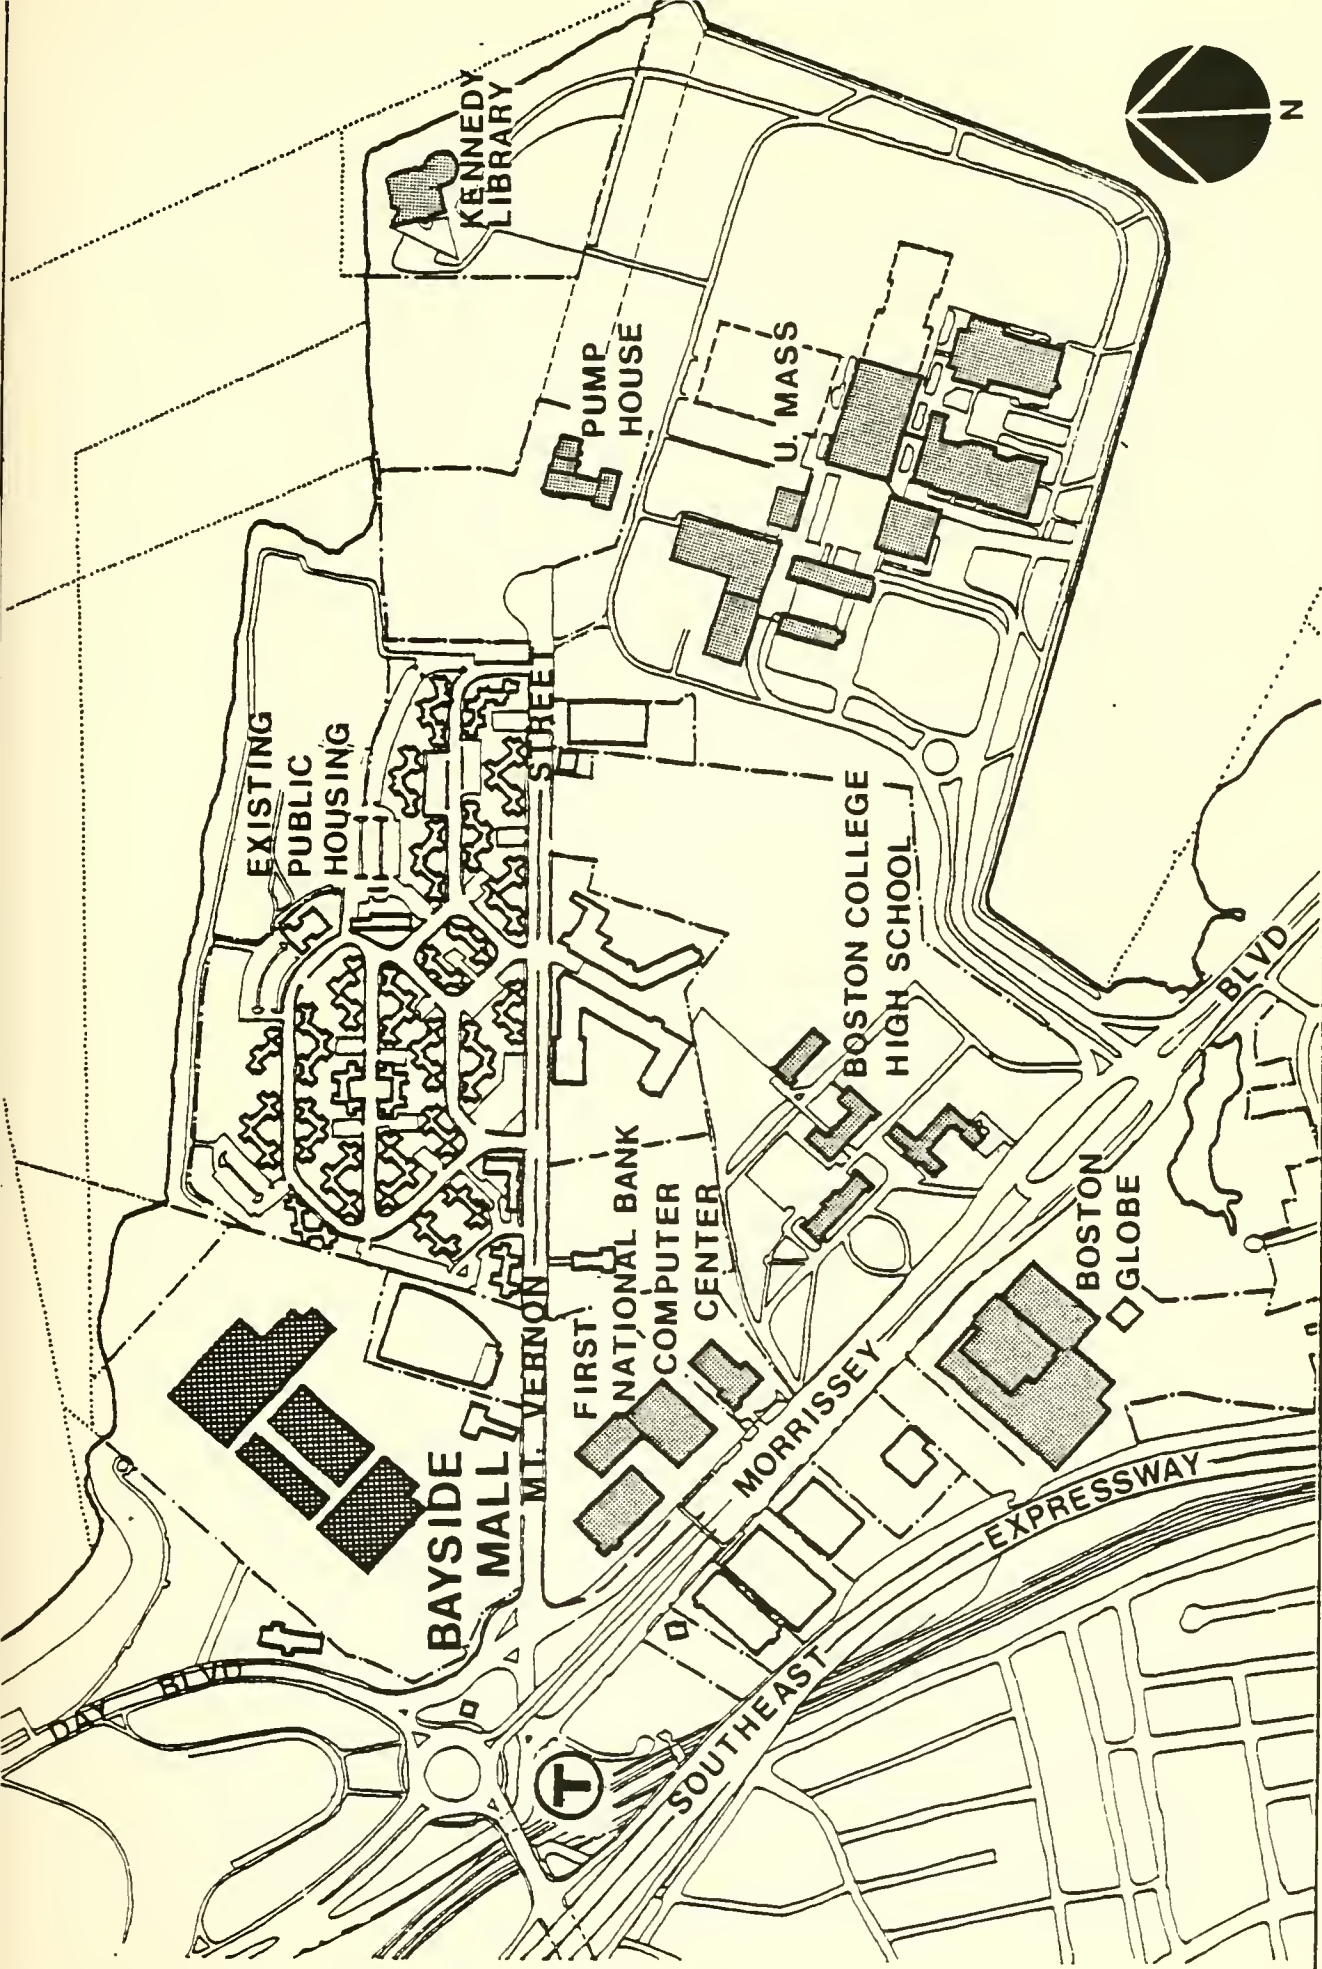 KENNEDY
LIBRARY
N
PUMP
HOUSE
U. MASS
EXISTING
PUBLIC
HOUSING
MT. VERNON STREET
BOSTON COLLEGE
HIGH SCHOOL
FIRST
NATIONAL BANK
COMPUTER
CENTER
BAYSIDE
MALL
MORRISSEY BLVD
BOSTON
GLOBE
DAY BLVD
SOUTHEAST EXPRESSWAY
T